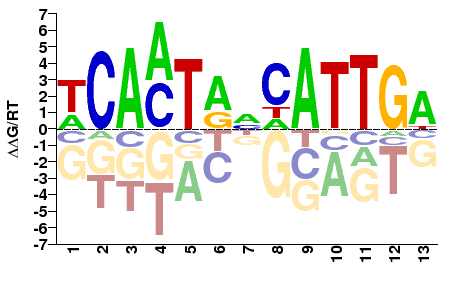 7
6
5
4
3
2
1
0
-1
-2
-3
-4
-5
-6
-7
ΔΔG/RT
T C A A T A A C A T T G A
A C G T T
G A A T
C A C G C T C G T C C A C
G G G T G C G G C A A C G
T T T A G G T
1 2 3 4 5 6 7 8 9 10 11 12 13